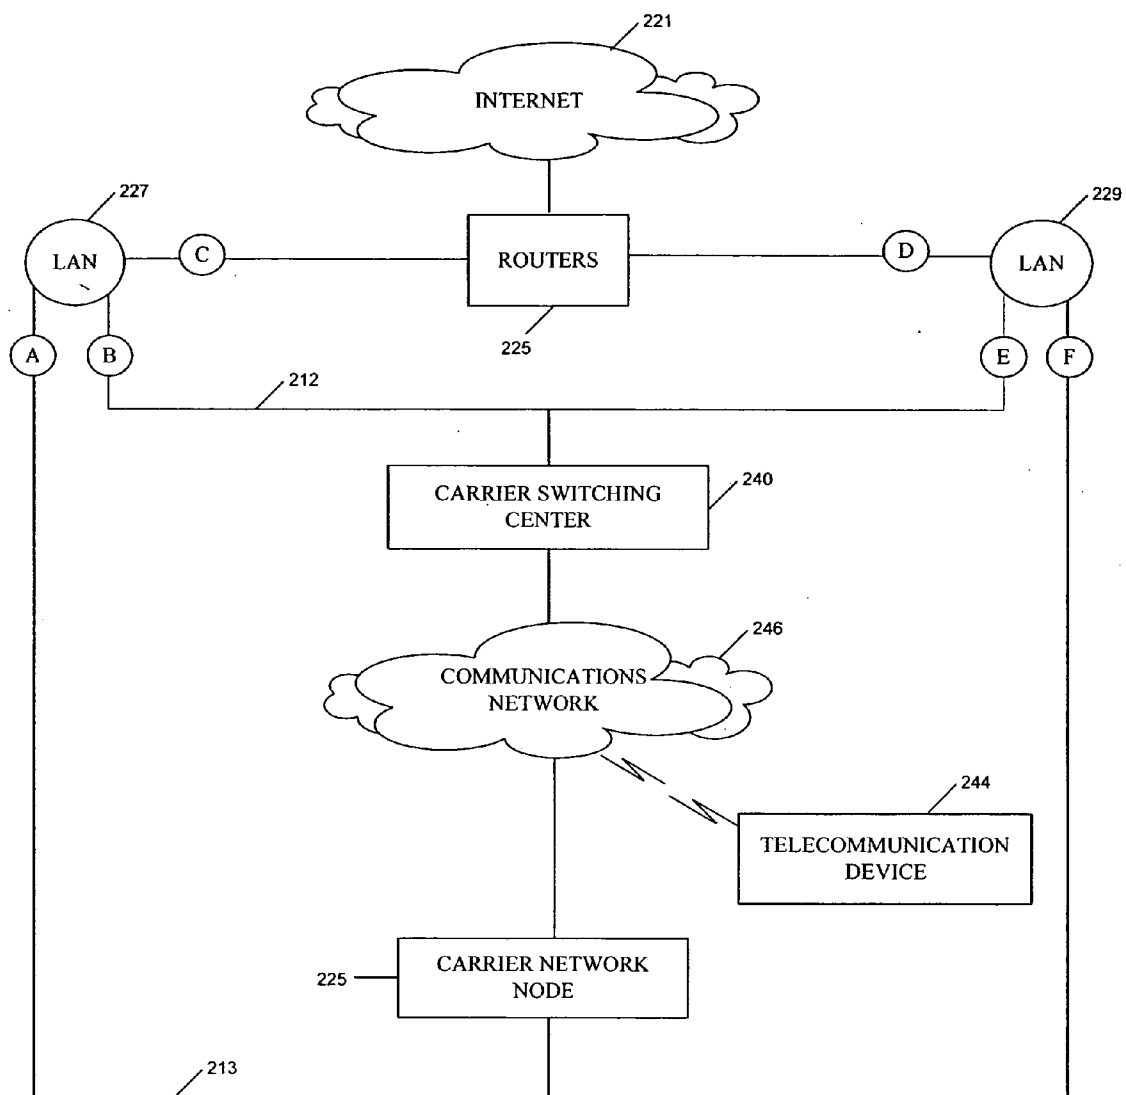 221
INTERNET
227
229
LAN
C
ROUTERS
D
LAN
225
A
B
E
F
212
CARRIER SWITCHING
CENTER
240
246
COMMUNICATIONS
NETWORK
244
TELECOMMUNICATION
DEVICE
225
CARRIER NETWORK
NODE
213